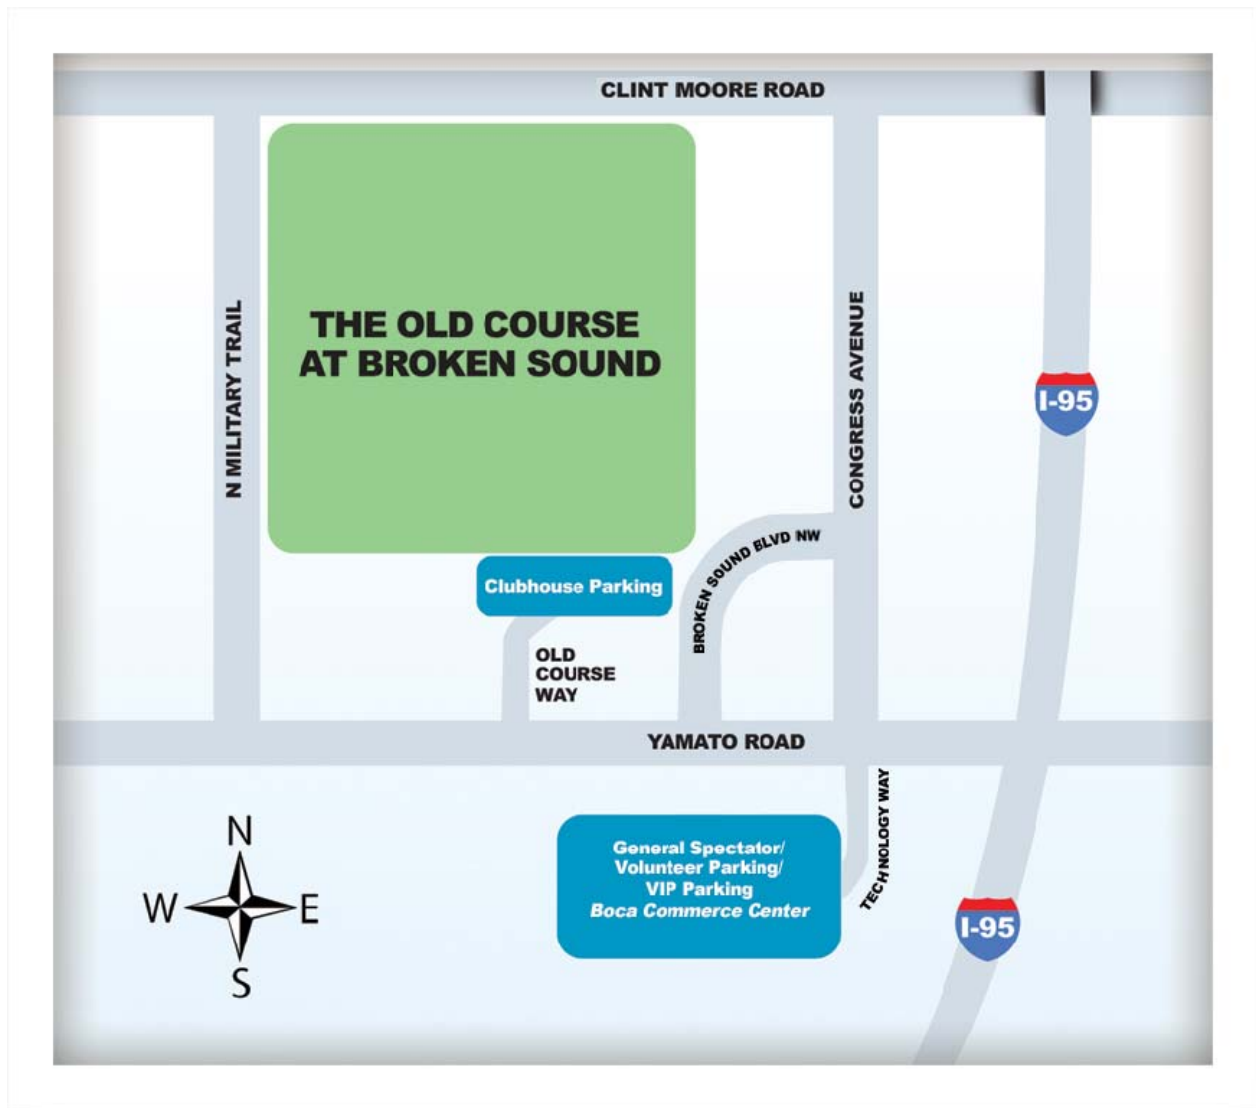 CLINT MOORE ROAD
THE OLD COURSE
AT BROKEN SOUND
N MILITARY TRAIL
CONGRESS AVENUE
I-95
BROKEN SOUND BLVD NW
Clubhouse Parking
OLD
COURSE
WAY
YAMATO ROAD
TECHNOLOGY WAY
General Spectator/
Volunteer Parking/
VIP Parking
Boca Commerce Center
I-95
N
W E
S